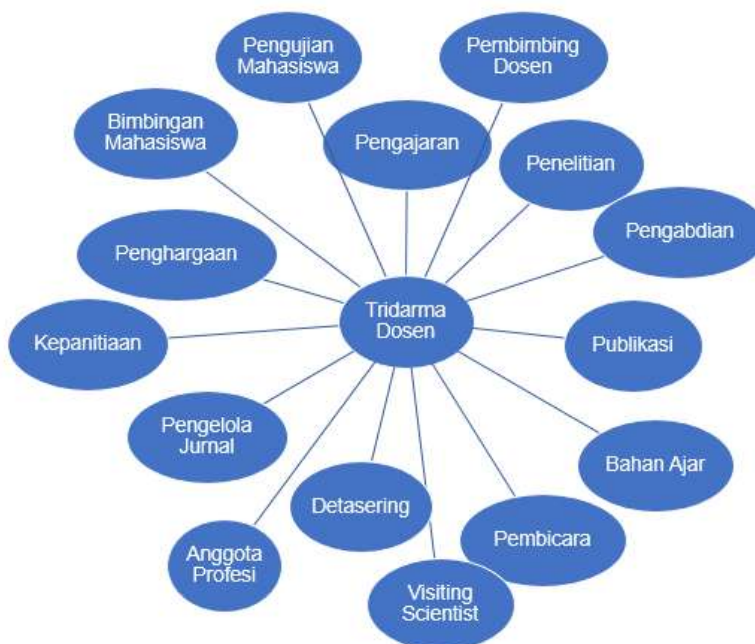 Pengujian
Mahasiswa
Pembimbing
Dosen
Bimbingan
Mahasiswa
Pengajaran
Penelitian
Penghargaan
Pengabdian
Tridarma
Dosen
Kepanitiaan
Publikasi
Pengelola
Jurnal
Bahan Ajar
Detasering
Pembicara
Anggota
Profesi
Visiting
Scientist